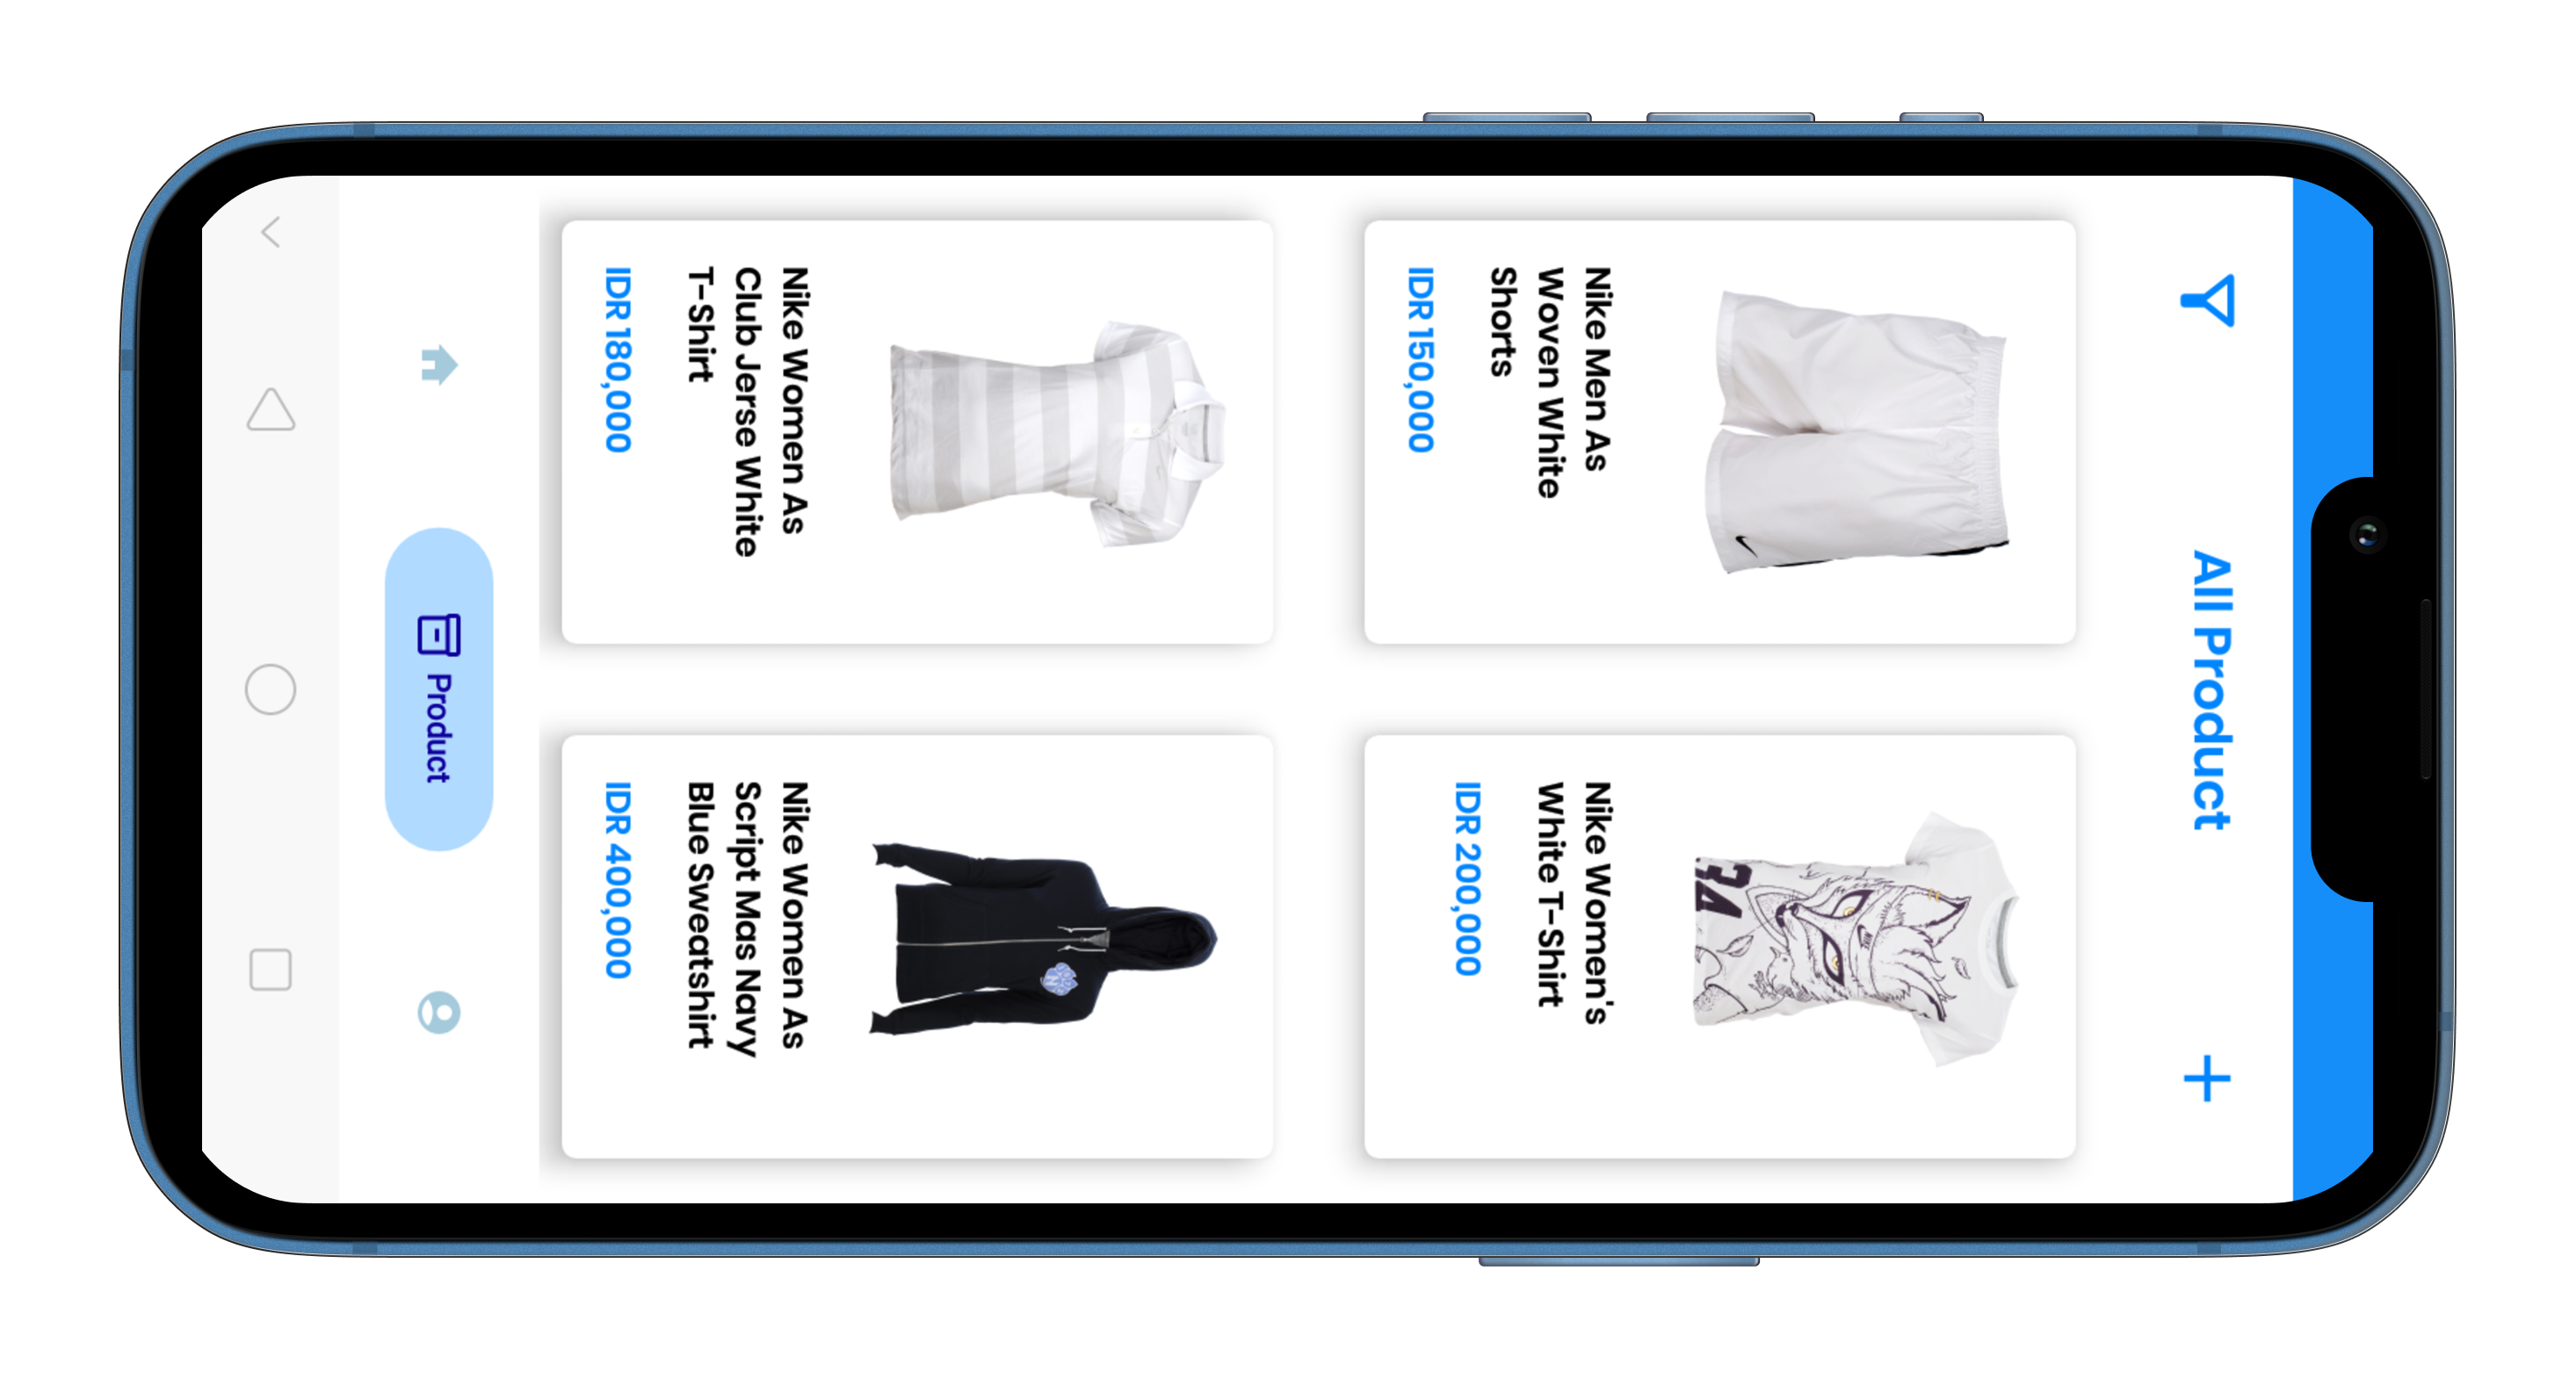 All Product
Nike Men As
Woven White
Shorts
IDR 150,000
34
Nike Women's
White T-Shirt
IDR 200,000
Nike Women As
Club Jerse White
T-Shirt
IDR 180,000
Nike Women As
Script Mas Navy
Blue Sweatshirt
IDR 400,000
Product